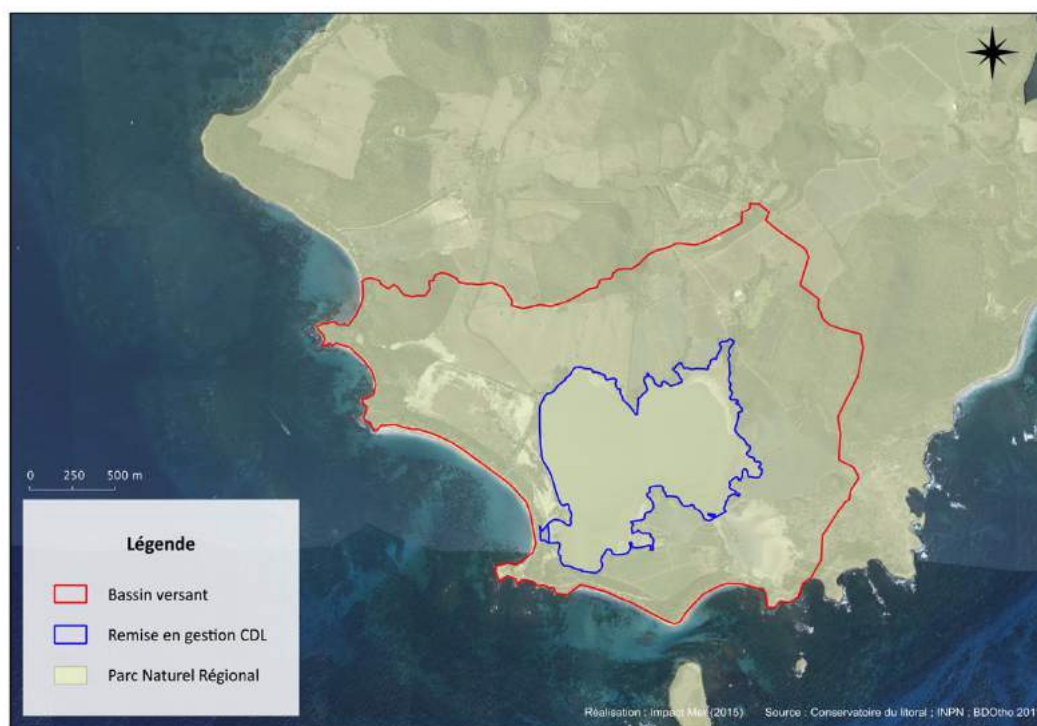 0 250 500 m
Légende
Bassin versant
Remise en gestion CDL
Parc Naturel Régional
Réalisation : Impact Mer (2015) Source : Conservatoire du littoral ; INPN ; BDOtho